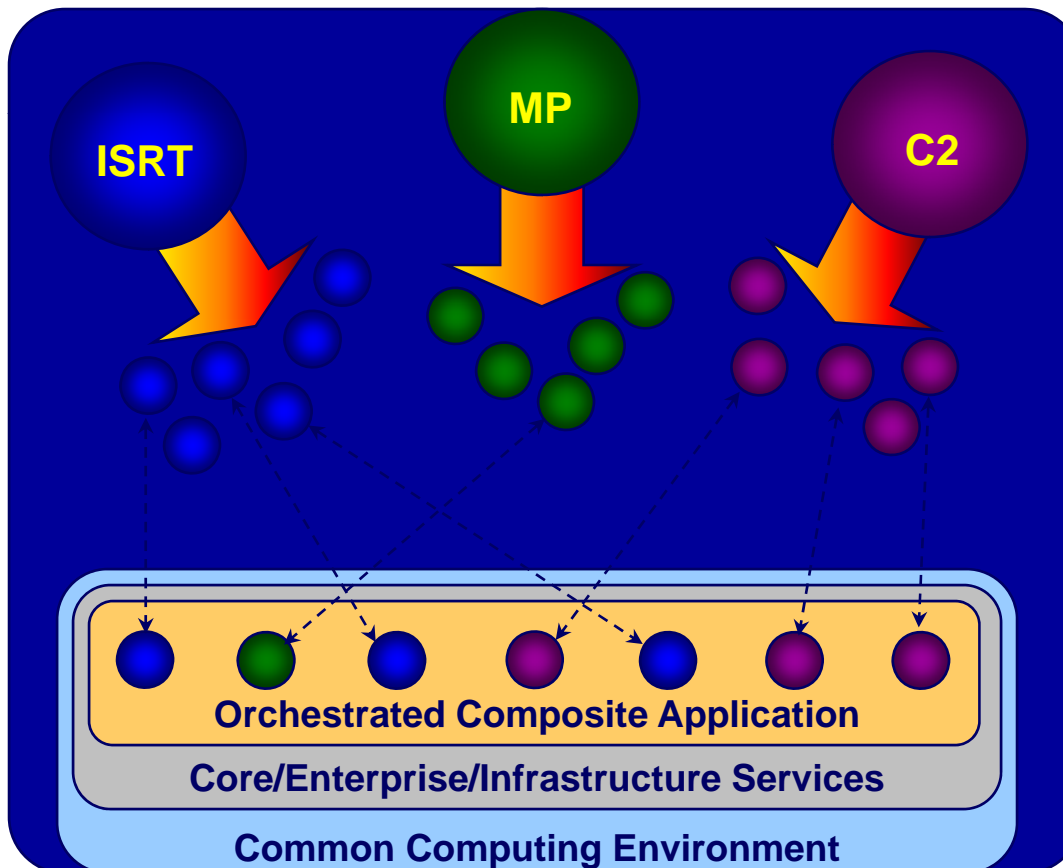 ISRT
MP
C2
Orchestrated Composite Application
Core/Enterprise/Infrastructure Services
Common Computing Environment